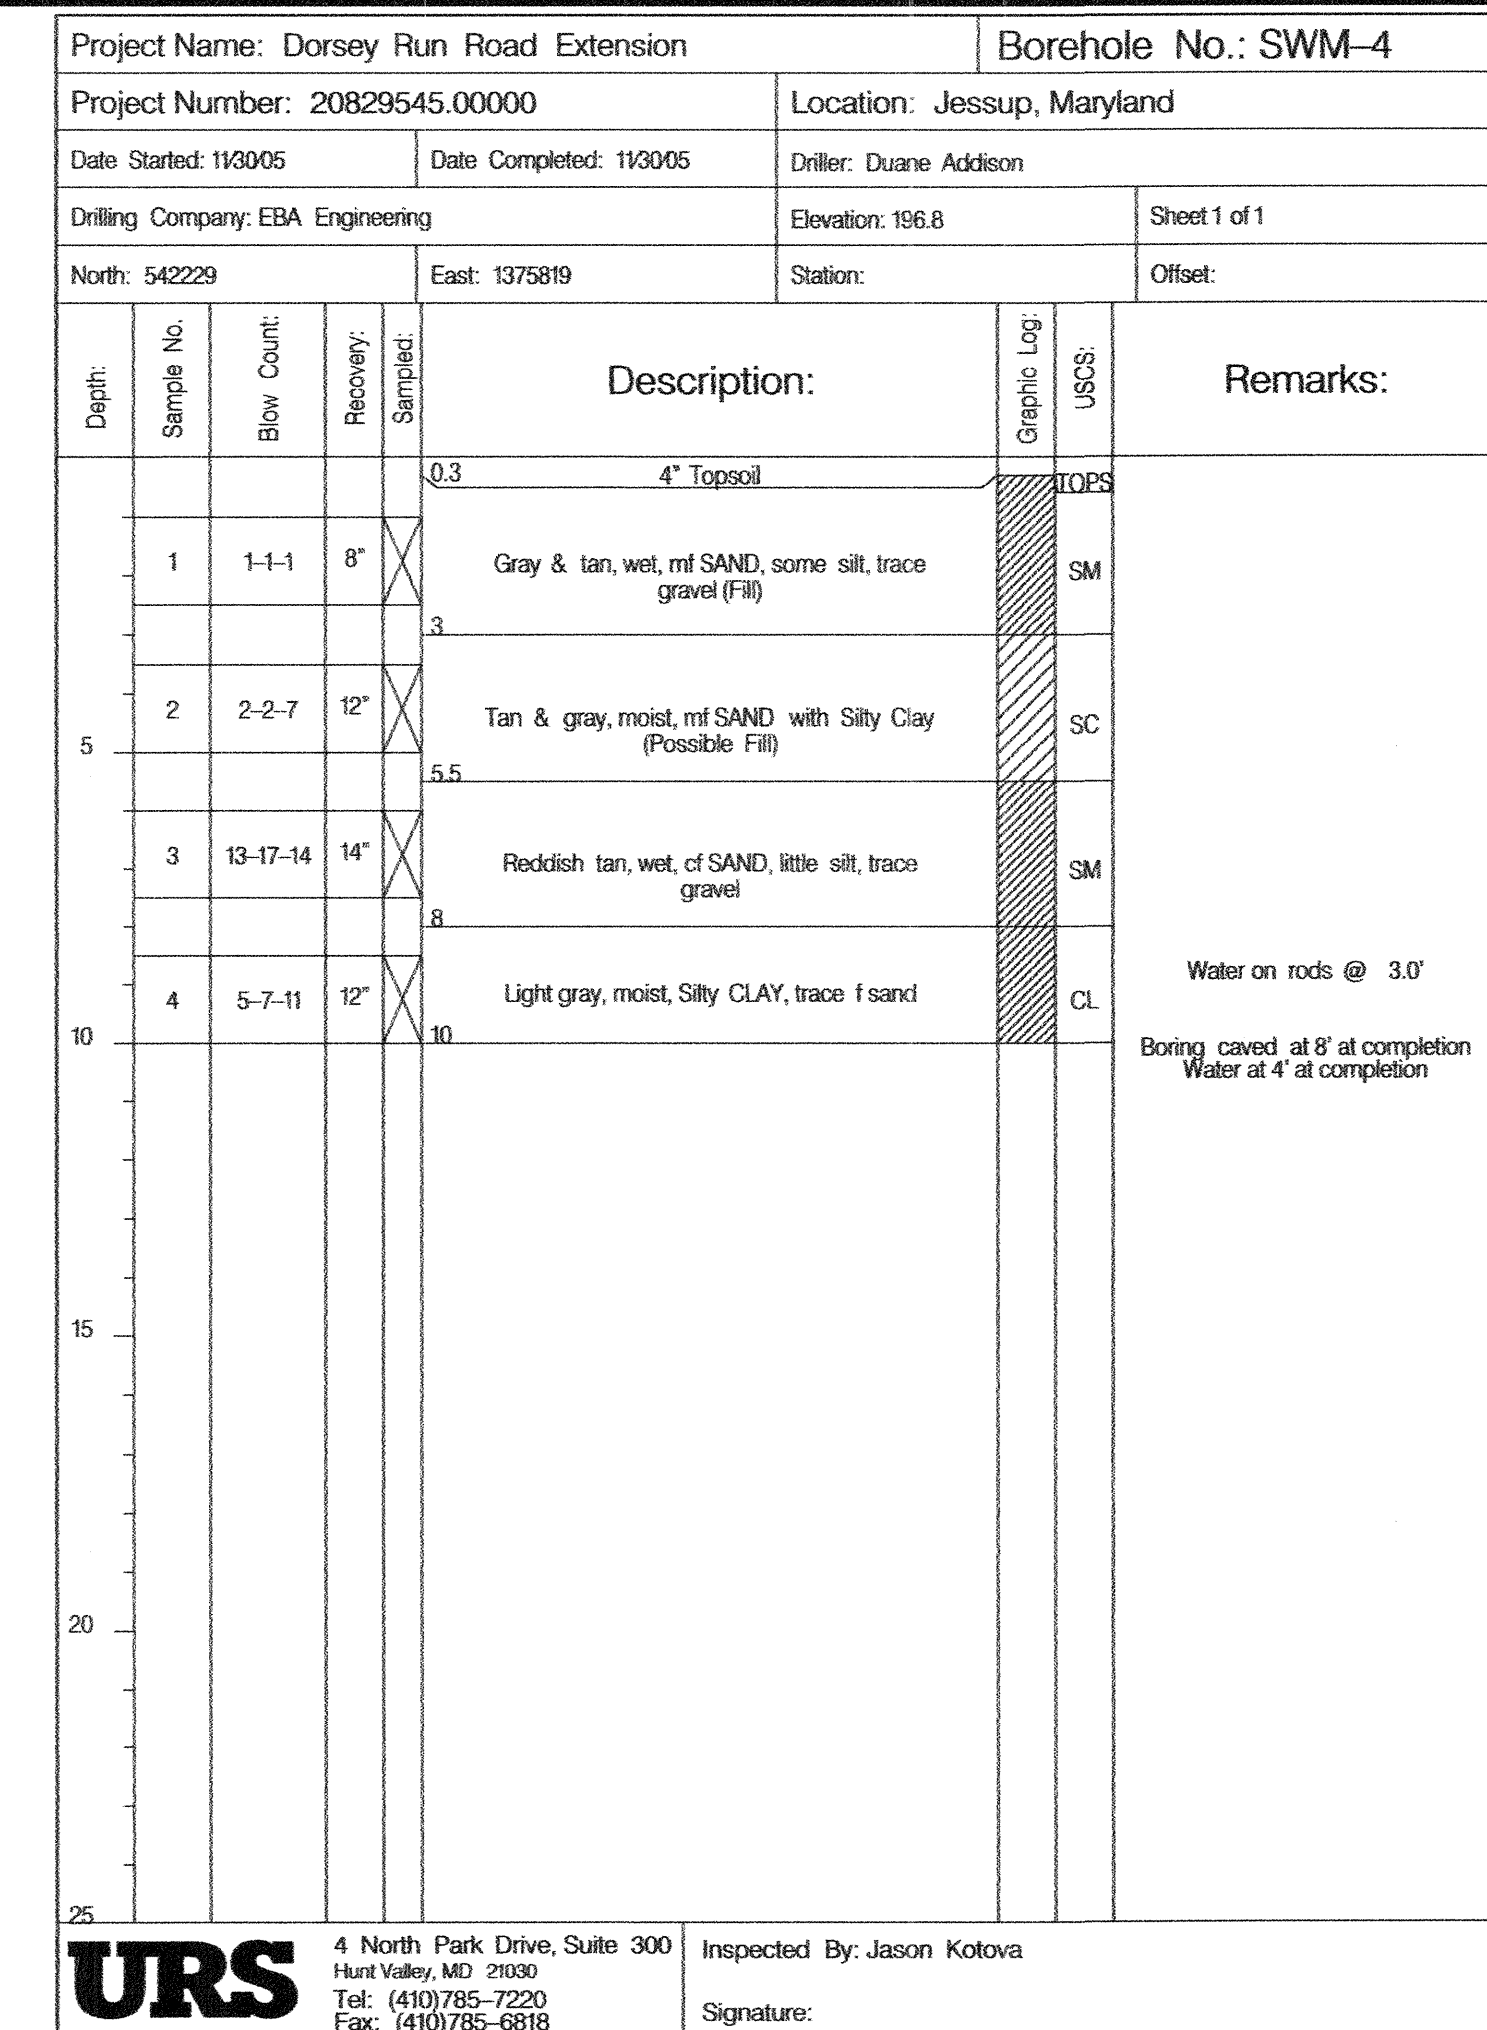 Project Name: Dorsey Run Road Extension
Borehole No.: SWM–4
Project Number: 20829545.00000
Location: Jessup, Maryland
Date Started: 11/30/05
Date Completed: 11/30/05
Driller: Duane Addison
Drilling Company: EBA Engineering
Elevation: 196.8
Sheet 1 of 1
North: 542229
East: 1375819
Station:
Offset:
Depth:
Sample No.
Blow Count:
Recovery:
Sampled:
Description:
Graphic Log:
USCS:
Remarks:
0.3
4" Topsoil
TOPS
1
1–1–1
8"
Gray & tan, wet, mf SAND, some silt, trace
gravel (Fill)
SM
3
2
2–2–7
12"
Tan & gray, moist, mf SAND with Silty Clay
(Possible Fill)
SC
5
5.5
3
13–17–14
14"
Reddish tan, wet, cf SAND, little silt, trace
gravel
SM
8
Water on rods @ 3.0'
4
5–7–11
12"
Light gray, moist, Silty CLAY, trace f sand
CL
10
10
Boring caved at 8' at completion
Water at 4' at completion
15
20
25
URS
4 North Park Drive, Suite 300
Hunt Valley, MD 21030
Tel: (410)785–7220
Fax: (410)785–6818
Inspected By: Jason Kotova
Signature: